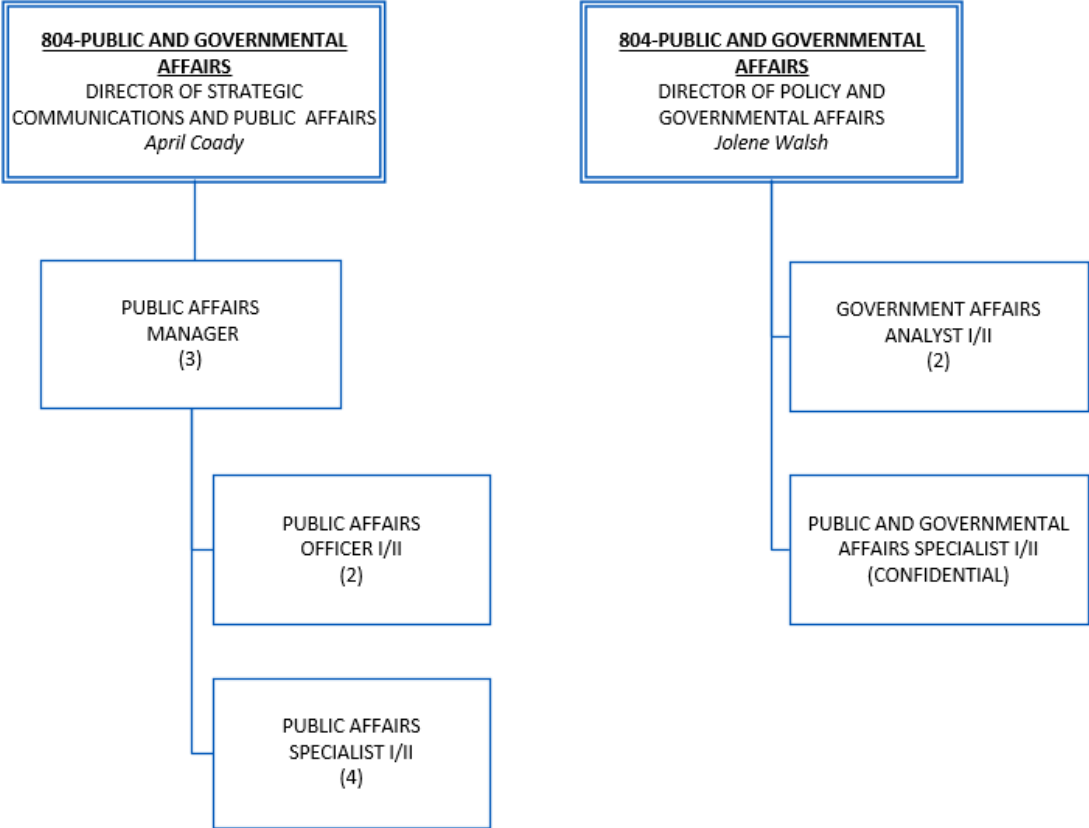 804-PUBLIC AND GOVERNMENTAL
AFFAIRS
DIRECTOR OF STRATEGIC
COMMUNICATIONS AND PUBLIC AFFAIRS
April Coady
804-PUBLIC AND GOVERNMENTAL
AFFAIRS
DIRECTOR OF POLICY AND
GOVERNMENTAL AFFAIRS
Jolene Walsh
PUBLIC AFFAIRS
MANAGER
(3)
GOVERNMENT AFFAIRS
ANALYST I/II
(2)
PUBLIC AFFAIRS
OFFICER I/II
(2)
PUBLIC AND GOVERNMENTAL
AFFAIRS SPECIALIST I/II
(CONFIDENTIAL)
PUBLIC AFFAIRS
SPECIALIST I/II
(4)